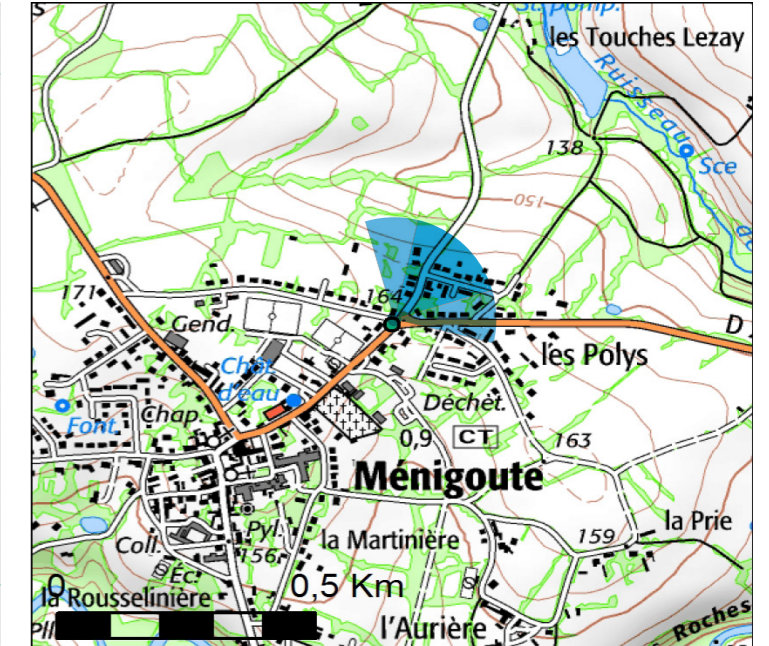 St. pomp.
les Touches Lezay
Ruisseau
138
Sce
150
171
164
Gend.
D
les Polys
Chât
d'eau
Déchèt.
Font.
Chap.
0,9
CT
163
Ménigoute
la Prie
Coll.
Pyl.
156
la Martinière
159
Éc.
0
0,5 Km
la Rousselinière
l'Aurière
Roches